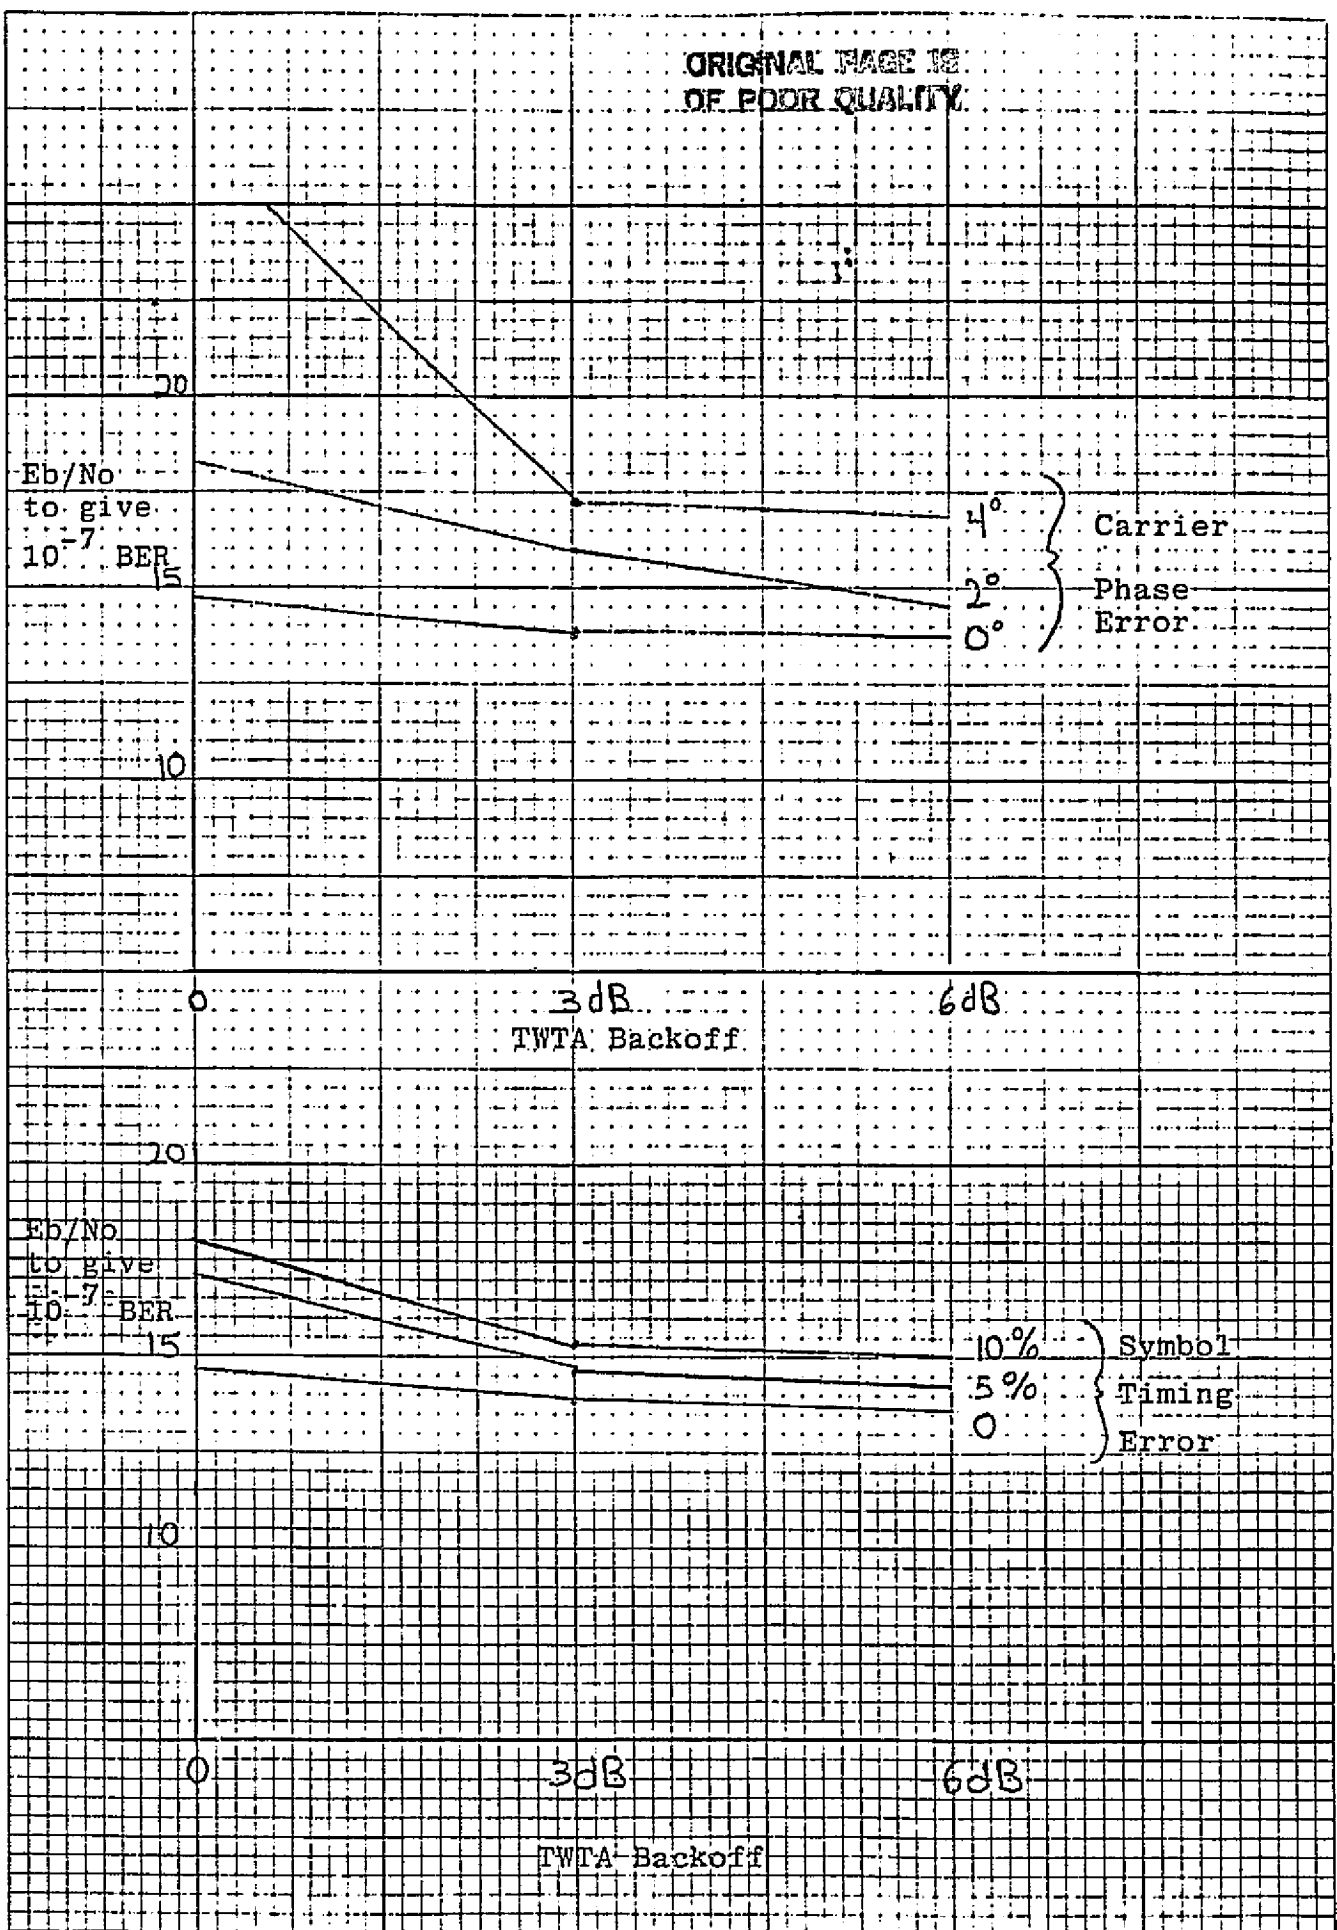 ORIGINAL PAGE IS
OF POOR QUALITY
20
Eb/No
to give
10-7 BER
15
10
4°
2°
0°
Carrier
Phase
Error
0
3dB
6dB
TWTA Backoff
20
Eb/No
to give
10-7 BER
15
10
10%
5%
0
Symbol
Timing
Error
0
3dB
6dB
TWTA Backoff